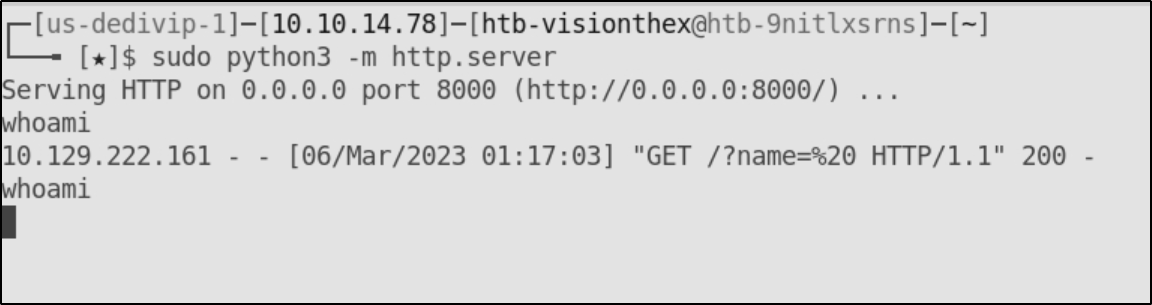 ┌─[us-dedivip-1]─[10.10.14.78]─[htb-visionthex@htb-9nitlxsrns]─[~]
└──╼ [★]$ sudo python3 -m http.server
Serving HTTP on 0.0.0.0 port 8000 (http://0.0.0.0:8000/) ...
whoami
10.129.222.161 - - [06/Mar/2023 01:17:03] "GET /?name=%20 HTTP/1.1" 200 -
whoami